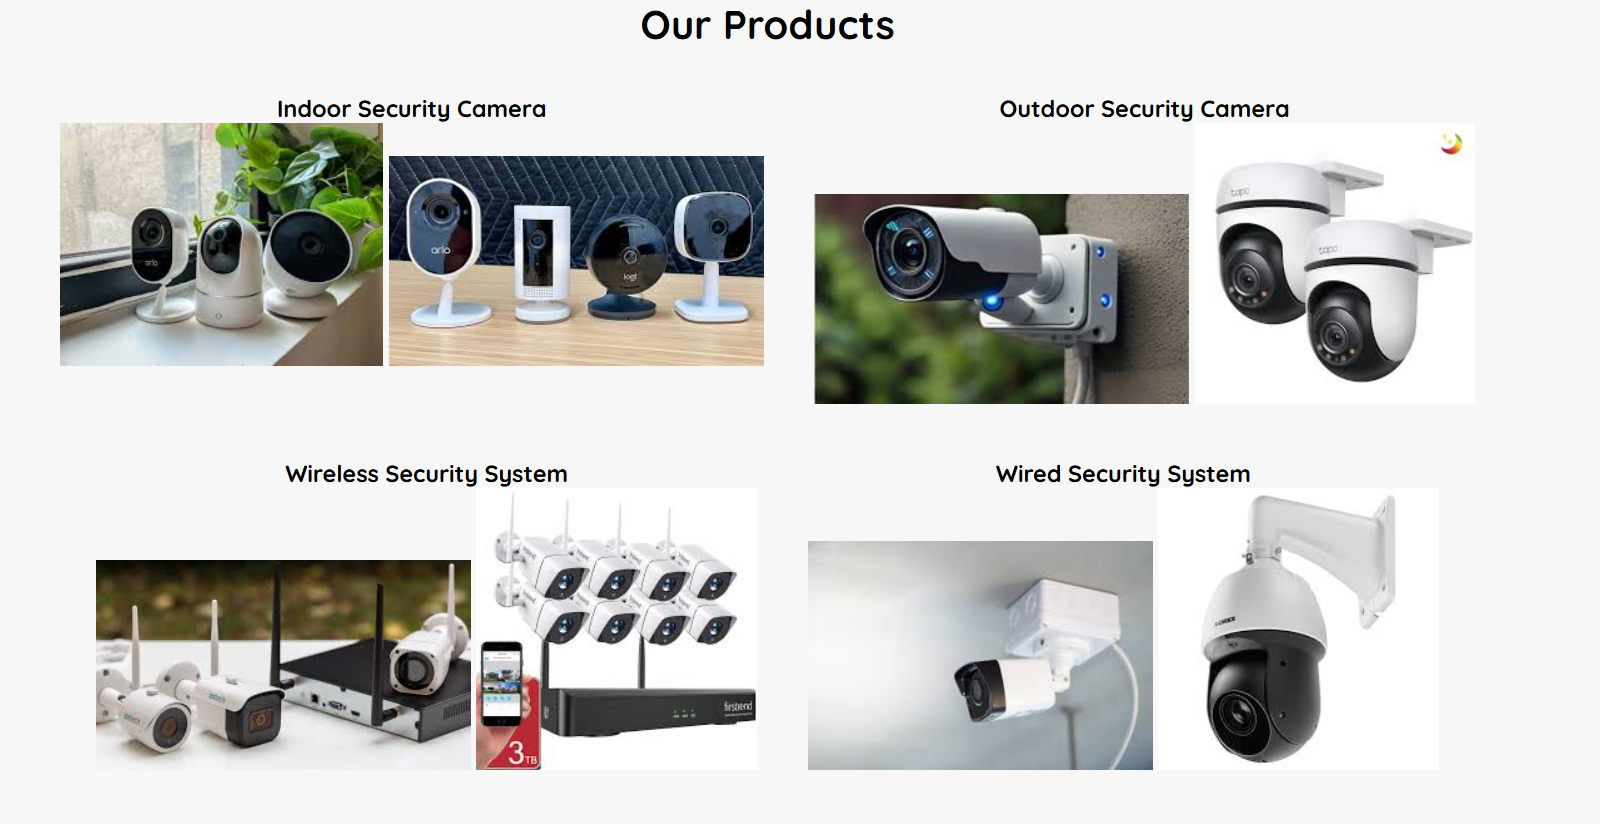 Our Products
Indoor Security Camera
Outdoor Security Camera
arlo
arlo
logi
tapo
tapo
Wireless Security System
Wired Security System
firstrend
3TB
LOREX